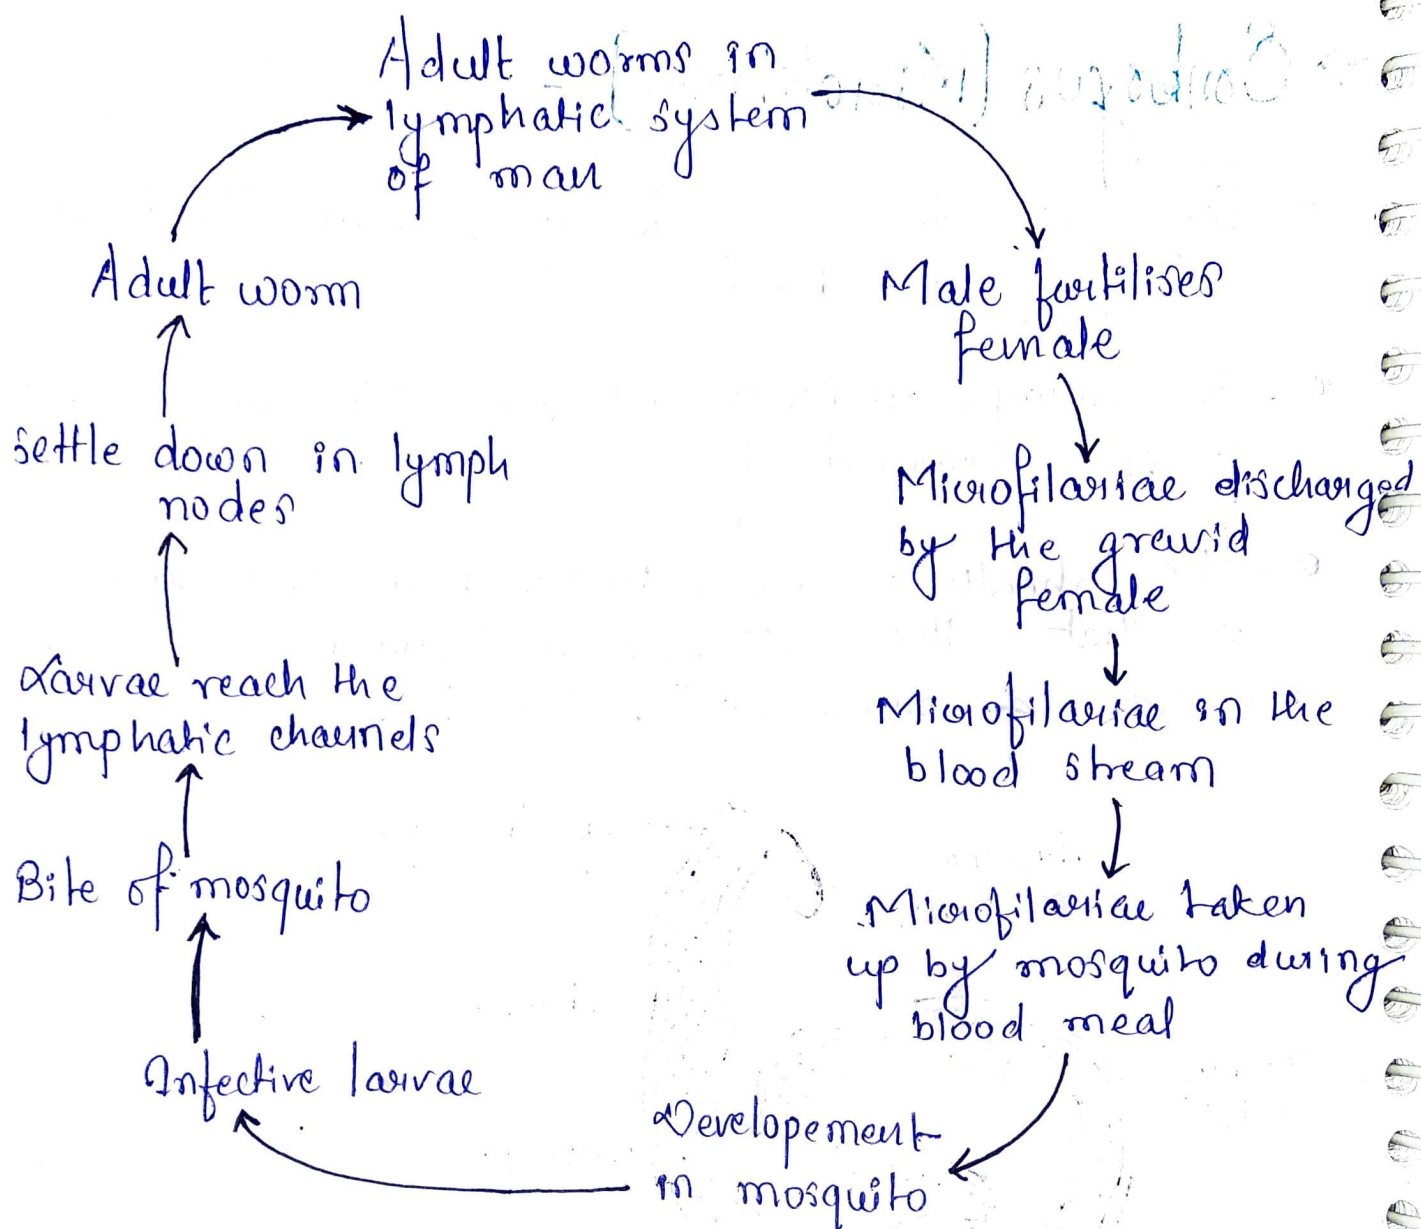 Adult worms in
lymphatic system
of man
Male fertilises
female
Microfilariae discharged
by the gravid
female
Microfilariae in the
blood stream
Microfilariae taken
up by mosquito during
blood meal
Developement
in mosquito
Infective larvae
Bite of mosquito
Larvae reach the
lymphatic channels
Settle down in lymph
nodes
Adult worm